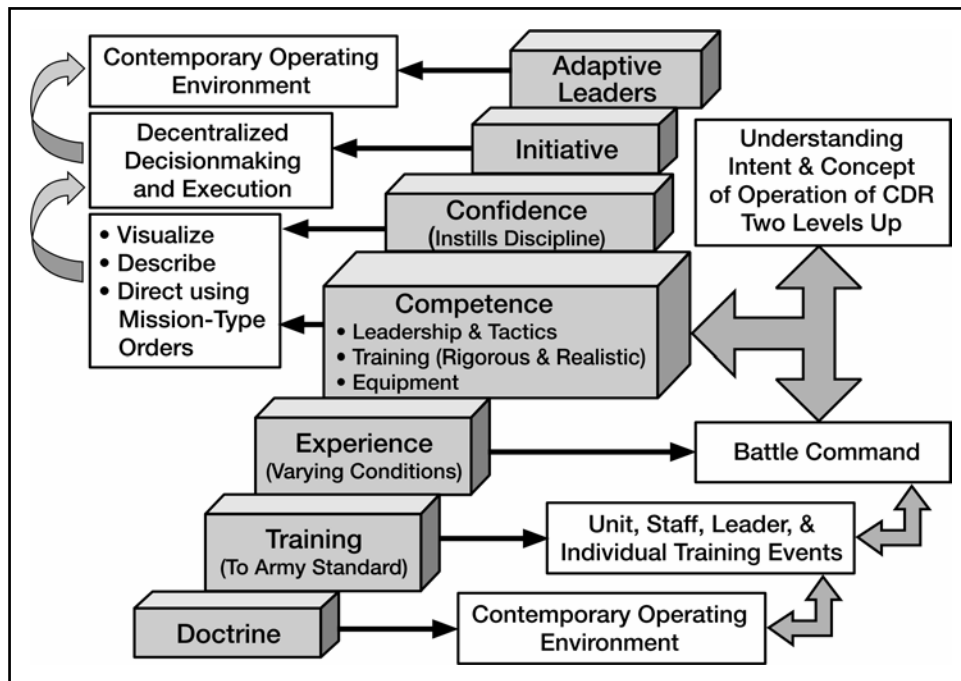 Contemporary Operating
Environment
Adaptive
Leaders
Decentralized
Decisionmaking
and Execution
Initiative
Understanding
Intent & Concept
of Operation of CDR
Two Levels Up
• Visualize
• Describe
• Direct using
Mission-Type
Orders
Confidence
(Instills Discipline)
Competence
• Leadership & Tactics
• Training (Rigorous & Realistic)
• Equipment
Experience
(Varying Conditions)
Battle Command
Training
(To Army Standard)
Unit, Staff, Leader, &
Individual Training Events
Doctrine
Contemporary Operating
Environment